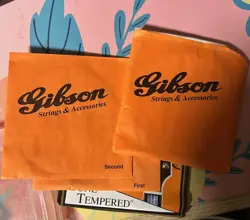 Gibson
Strings & Accessories
Second
Gibson
Strings & Accessories
First
TEMPERED